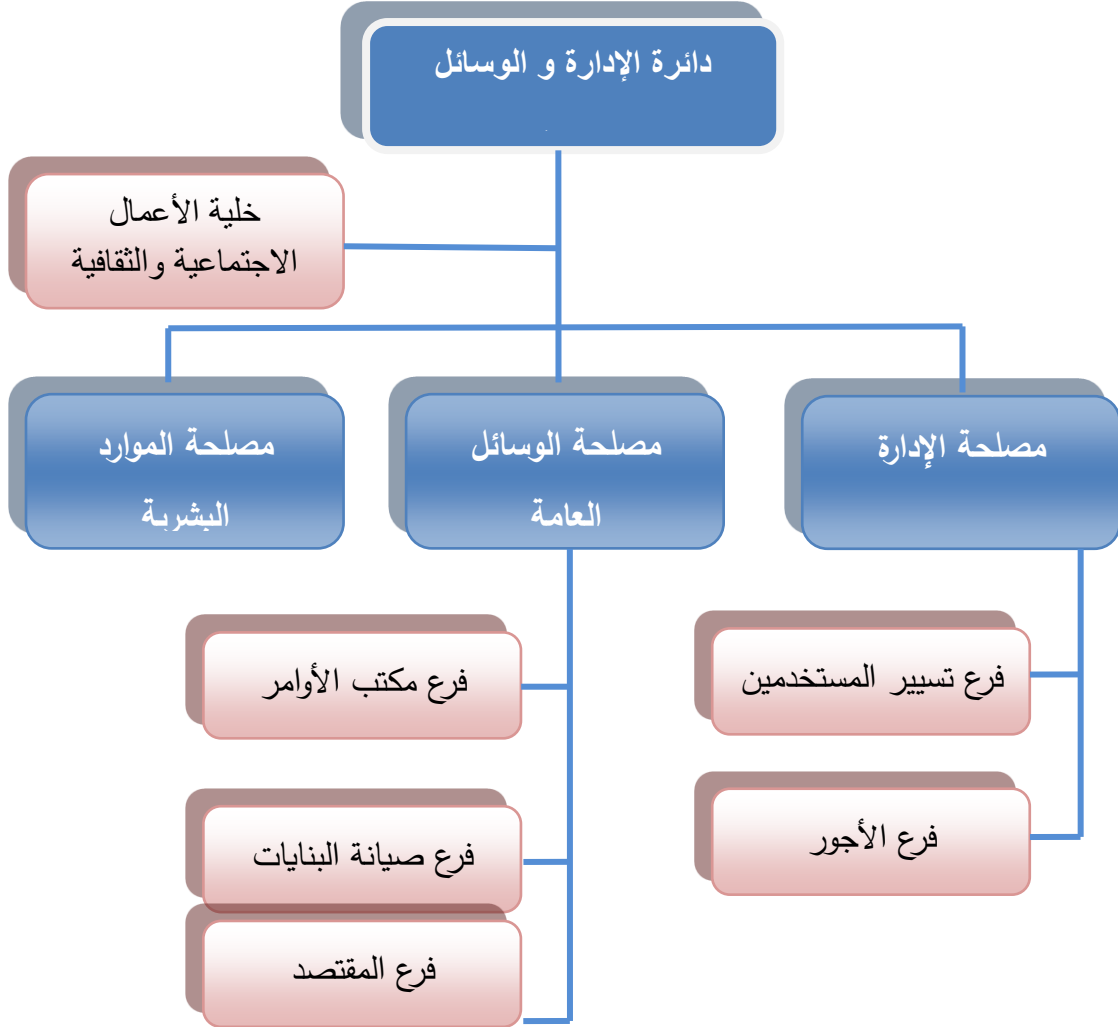 دائرة الإدارة و الوسائل
خلية الأعمال
الاجتماعية والثقافية
مصلحة الإدارة
مصلحة الوسائل
العامة
مصلحة الموارد
البشرية
فرع تسيير المستخدمين
فرع الأجور
فرع مكتب الأوامر
فرع صيانة البنايات
فرع المقتصد